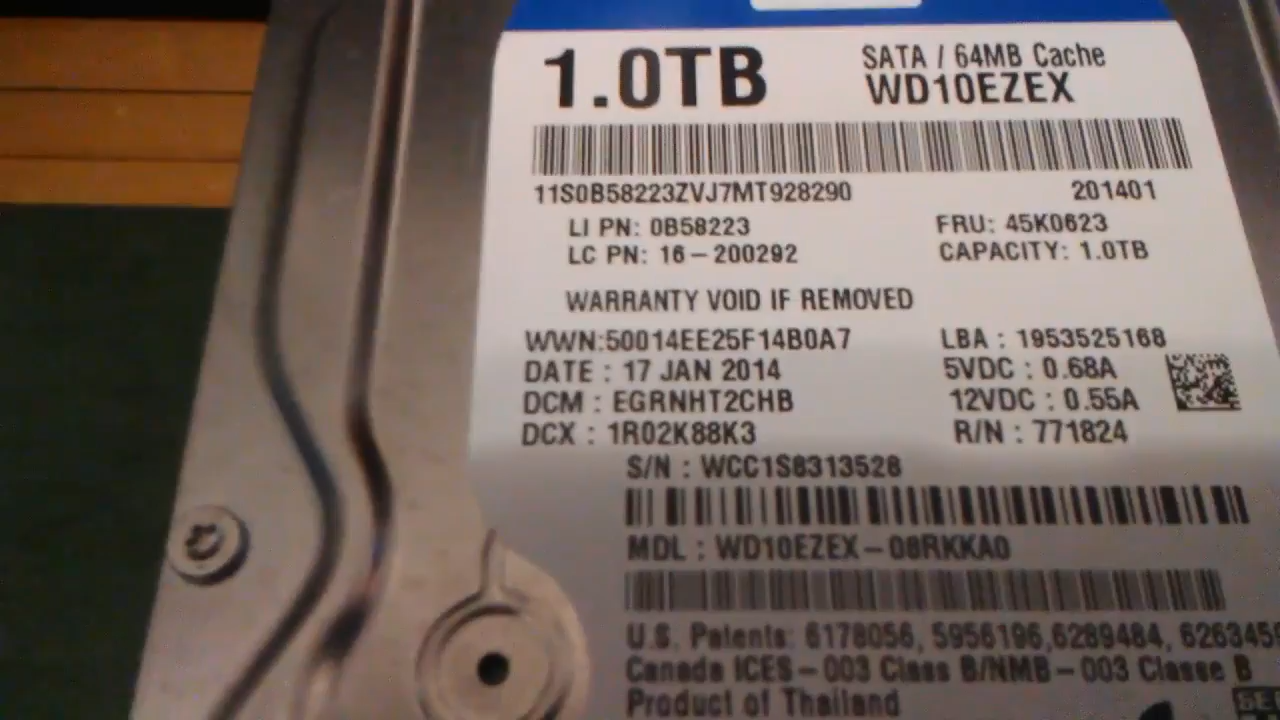 1.0TB
SATA / 64MB Cache
WD10EZEX
11S0B58223ZVJ7MT928290 201401
LI PN: 0B58223 FRU: 45K0623
LC PN: 16-200292 CAPACITY: 1.0TB
WARRANTY VOID IF REMOVED
WWN:50014EE25F14B0A7 LBA : 1953525168
DATE : 17 JAN 2014 5VDC : 0.68A
DCM : EGRNHT2CHB 12VDC : 0.55A
DCX : 1R02K88K3 R/N : 771824
S/N : WCC1S8313528
MDL : WD10EZEX-08RKKA0
U.S. Patents: 6178056, 5956196,6289484, 6263456
Canada ICES-003 Class B/NMB-003 Classe B
Product of Thailand